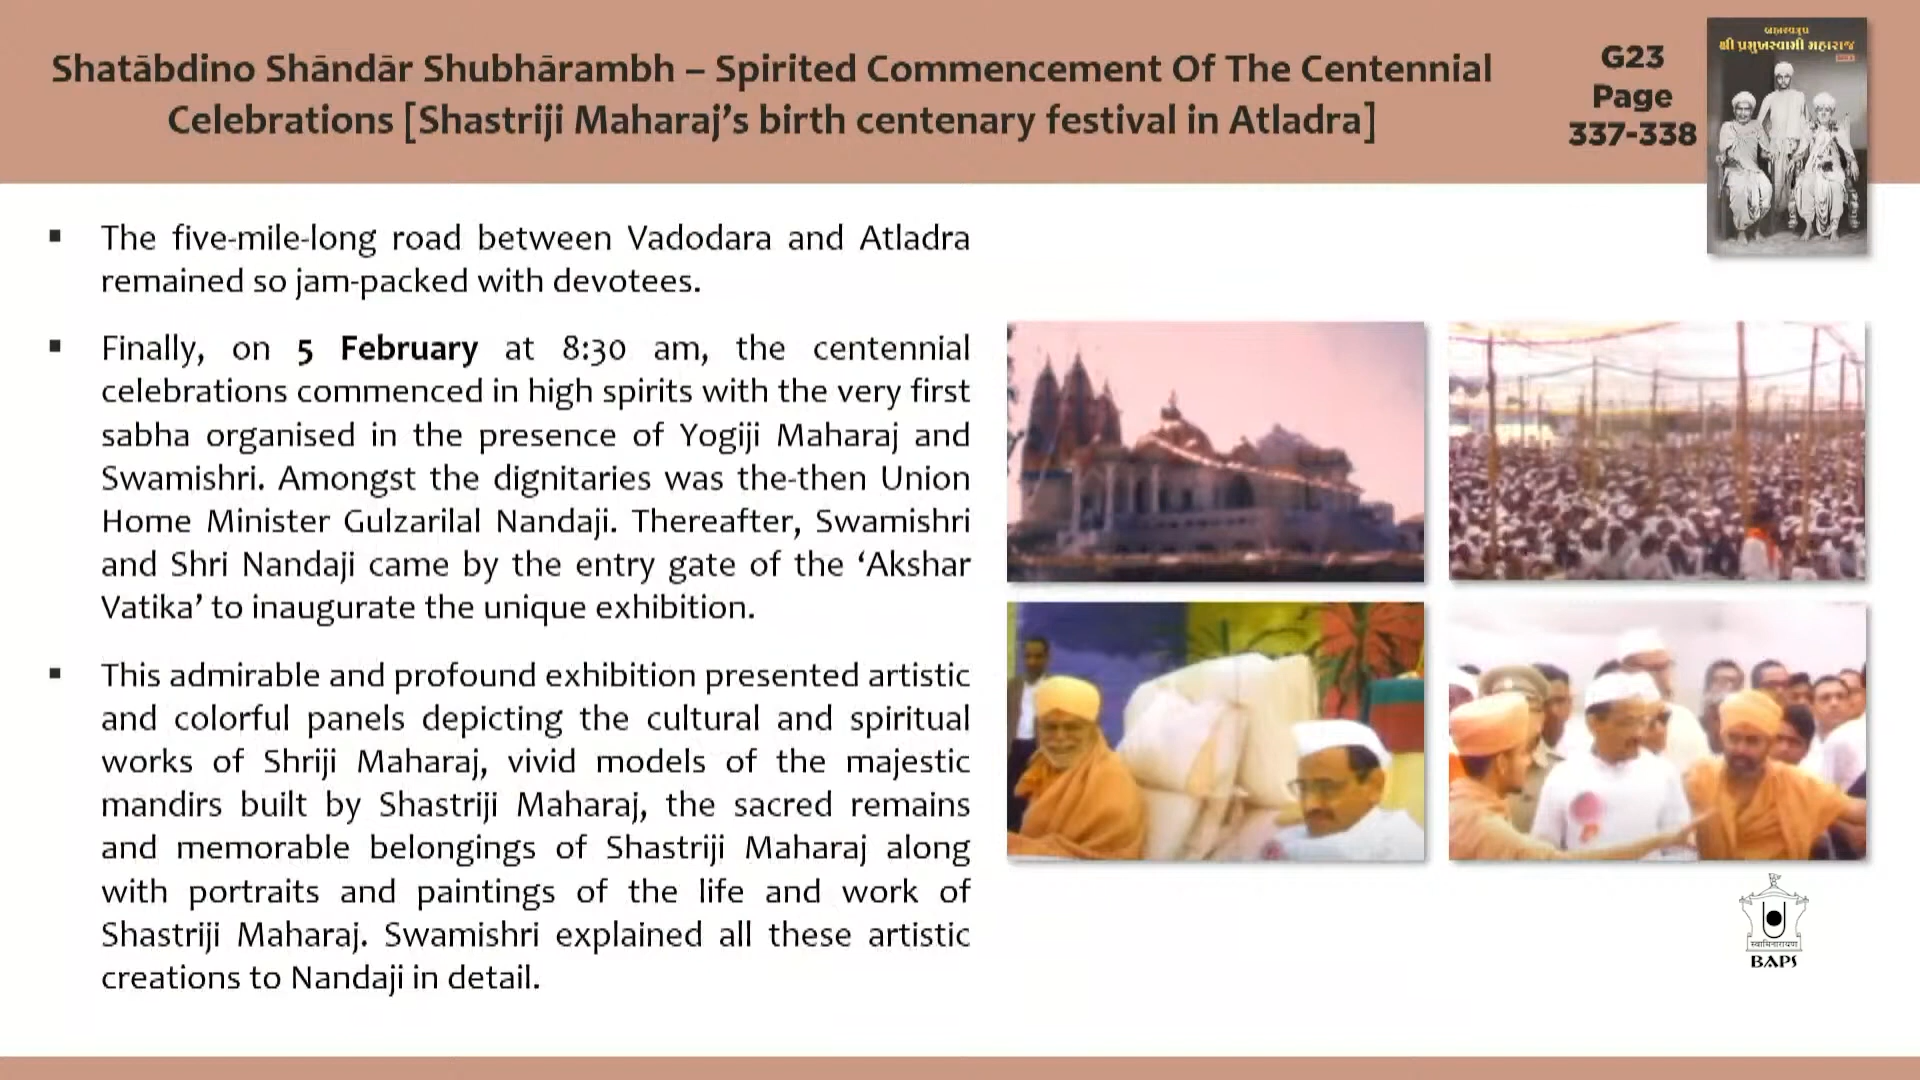 Shatābdino Shāndār Shubhārambh – Spirited Commencement Of The Centennial
Celebrations [Shastriji Maharaj’s birth centenary festival in Atladra]
G23
Page
337-338
બ્રહ્મસ્વરૂપ
શ્રી પ્રમુખસ્વામી મહારાજ
▪ The five-mile-long road between Vadodara and Atladra
remained so jam-packed with devotees.
▪ Finally, on 5 February at 8:30 am, the centennial
celebrations commenced in high spirits with the very first
sabha organised in the presence of Yogiji Maharaj and
Swamishri. Amongst the dignitaries was the-then Union
Home Minister Gulzarilal Nandaji. Thereafter, Swamishri
and Shri Nandaji came by the entry gate of the ‘Akshar
Vatika’ to inaugurate the unique exhibition.
▪ This admirable and profound exhibition presented artistic
and colorful panels depicting the cultural and spiritual
works of Shriji Maharaj, vivid models of the majestic
mandirs built by Shastriji Maharaj, the sacred remains
and memorable belongings of Shastriji Maharaj along
with portraits and paintings of the life and work of
Shastriji Maharaj. Swamishri explained all these artistic
creations to Nandaji in detail.
स्वामिनारायण
BAPS